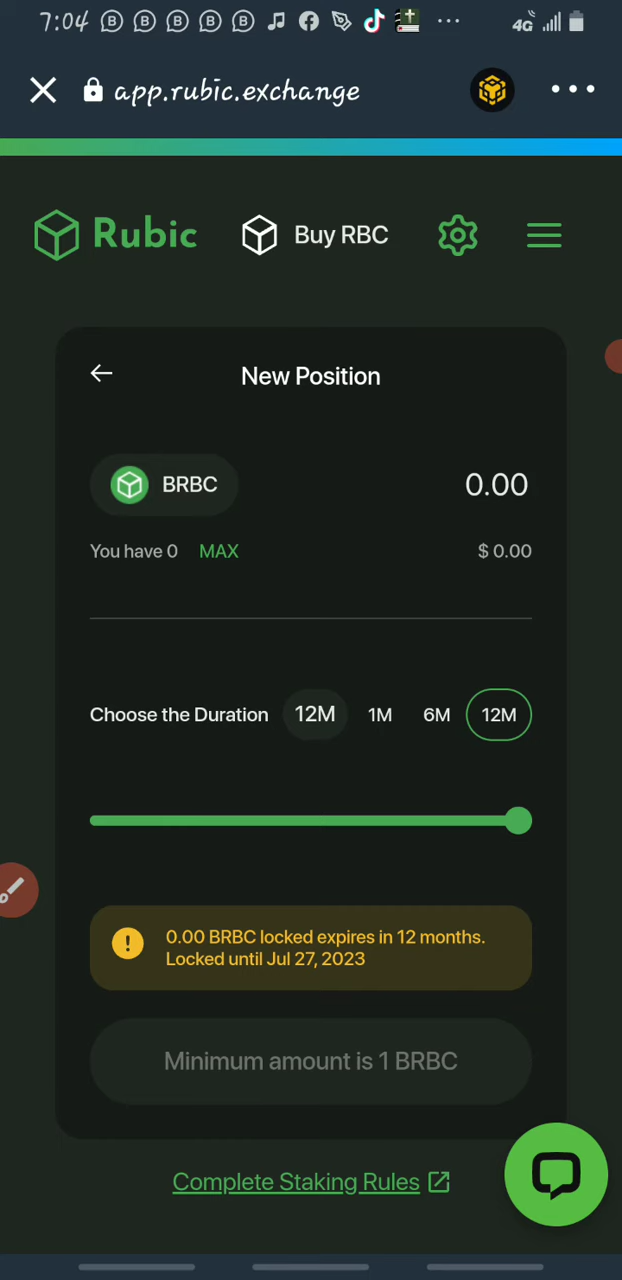 7:04 4G
app.rubic.exchange
Rubic Buy RBC
New Position
BRBC 0.00
You have 0 MAX $ 0.00
Choose the Duration 12M 1M 6M 12M
! 0.00 BRBC locked expires in 12 months.
Locked until Jul 27, 2023
Minimum amount is 1 BRBC
Complete Staking Rules